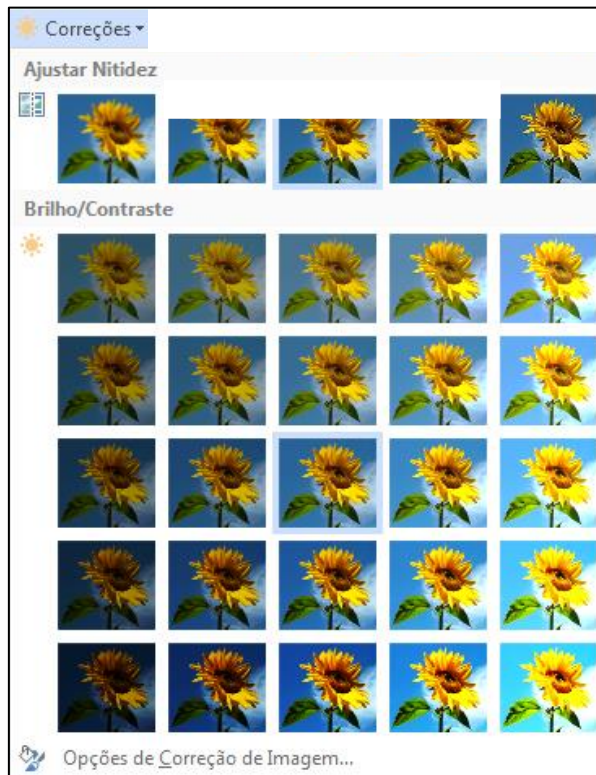 Correções
Ajustar Nitidez
Brilho/Contraste
Opções de Correção de Imagem...